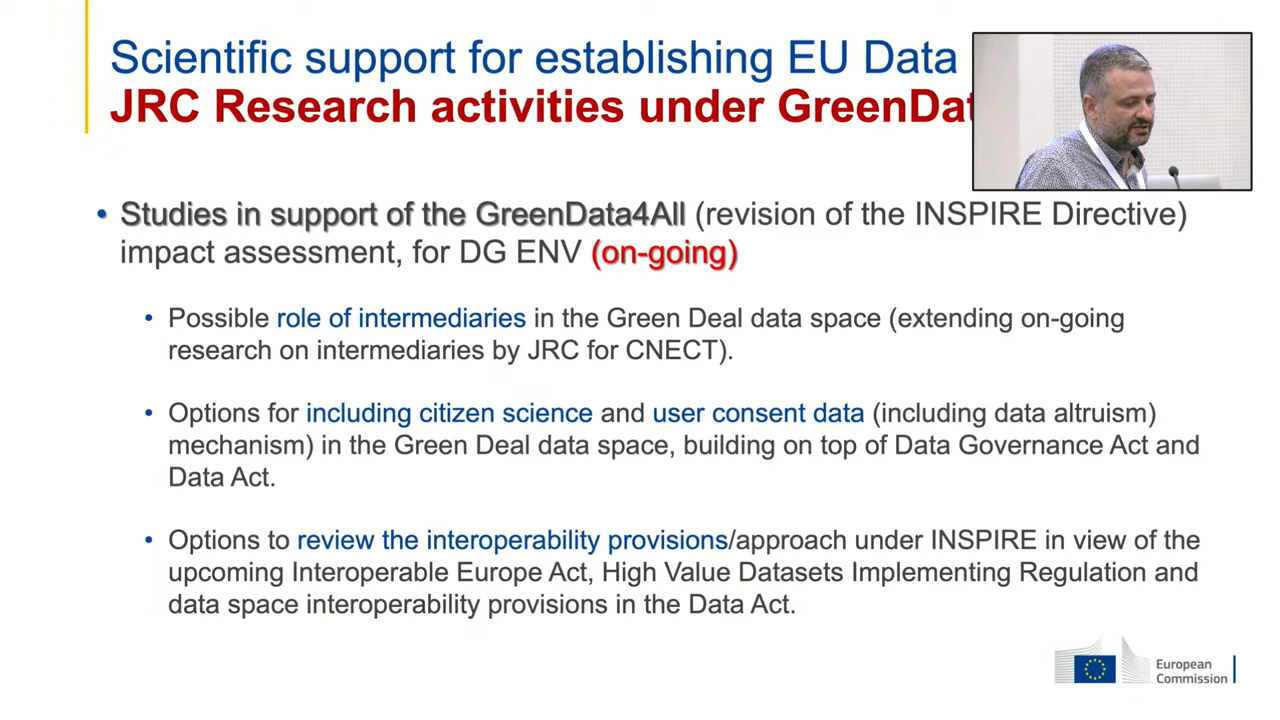 Scientific support for establishing EU Data
JRC Research activities under GreenDat
• Studies in support of the GreenData4All (revision of the INSPIRE Directive)
impact assessment, for DG ENV (on-going)
• Possible role of intermediaries in the Green Deal data space (extending on-going
research on intermediaries by JRC for CNECT).
• Options for including citizen science and user consent data (including data altruism)
mechanism) in the Green Deal data space, building on top of Data Governance Act and
Data Act.
• Options to review the interoperability provisions/approach under INSPIRE in view of the
upcoming Interoperable Europe Act, High Value Datasets Implementing Regulation and
data space interoperability provisions in the Data Act.
European
Commission